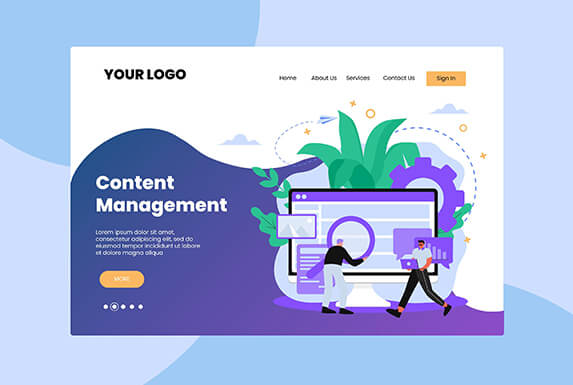 YOUR LOGO
Home About Us Services Contact Us Sign In
Content
Management
Lorem ipsum dolor sit amet,
consectetur adipiscing elit, sed do
eiusmod tempor incididunt ut labore
et dolore magna aliqua
MORE